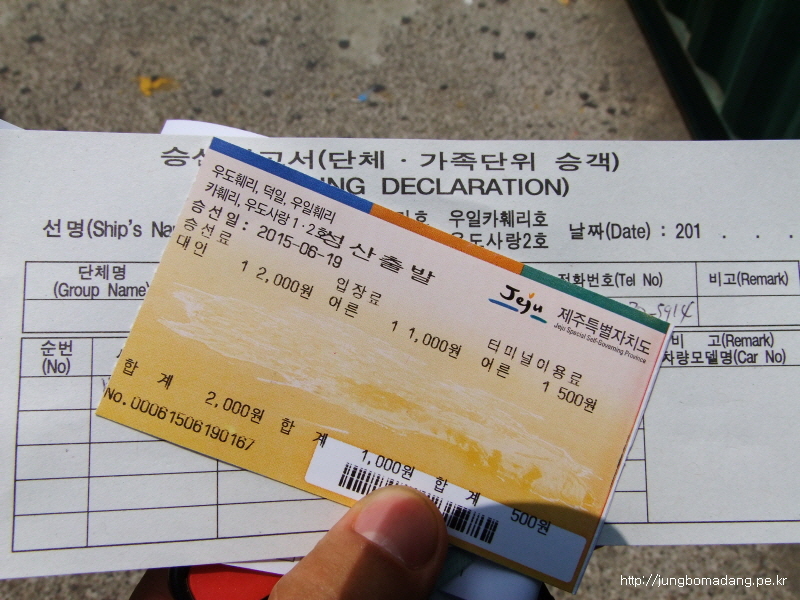 승선 고서(단체 · 가족단위 승객)
ING DECLARATION)
선명(Ship's Na
호 우일카훼리호
우도사랑2호
날짜(Date) : 201 . . .
단체명
(Group Name)
전화번호(Tel No)
비고(Remark)
5914
순번
(No)
비 고(Remark)
차량모델명(Car No)
우도훼리, 덕일, 우일훼리
카훼리, 우도사랑1·2호
성산출발
승선일 : 2015-06-19
승선료 입장료 터미널이용료
대인 1 2,000원 어른 1 1,000원 어른 1 500원
Jeju 제주특별자치도
Jeju Special Self-Governing Province
합 계 2,000원 합 계 1,000원 합 계 500원
No.00061506190167
http://jungbomadang.pe.kr